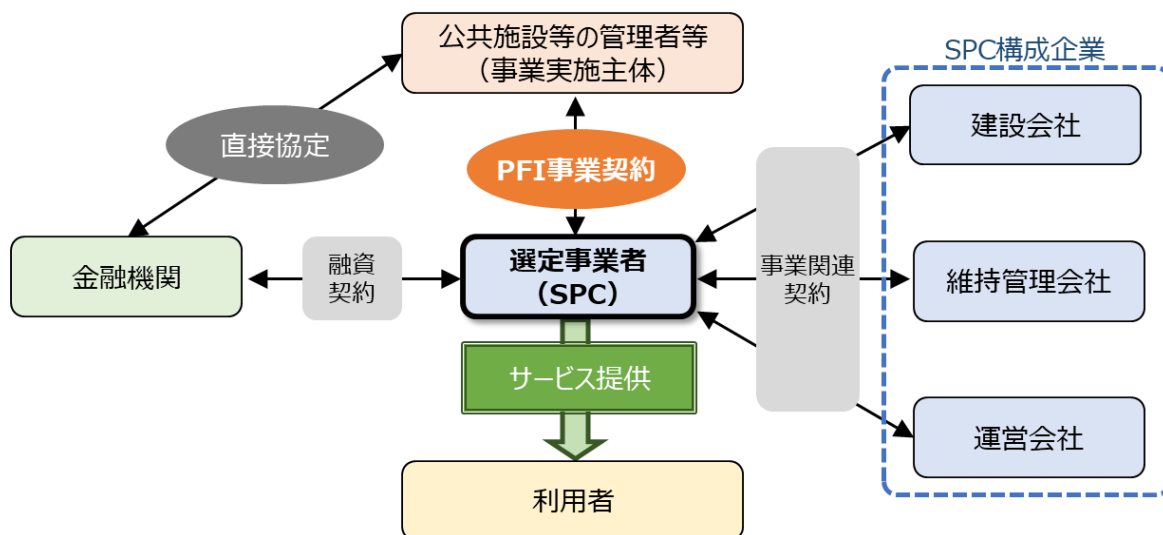 公共施設等の管理者等
（事業実施主体）
SPC構成企業
直接協定
建設会社
PFI事業契約
金融機関
融資
契約
選定事業者
（SPC）
事業関連
契約
維持管理会社
サービス提供
運営会社
利用者